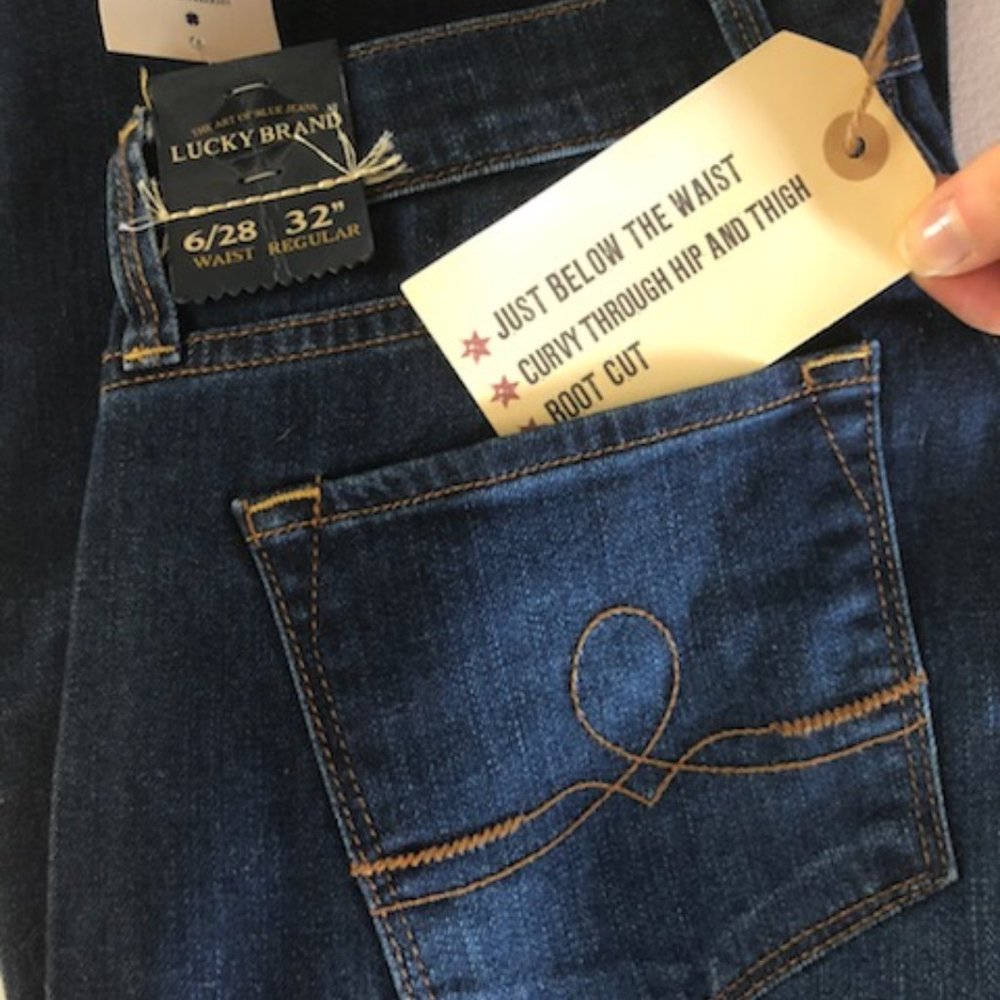 THE ART OF BLUE JEANS
LUCKY BRAND
6/28 32"
WAIST REGULAR
JUST BELOW THE WAIST
CURVY THROUGH HIP AND THIGH
BOOT CUT